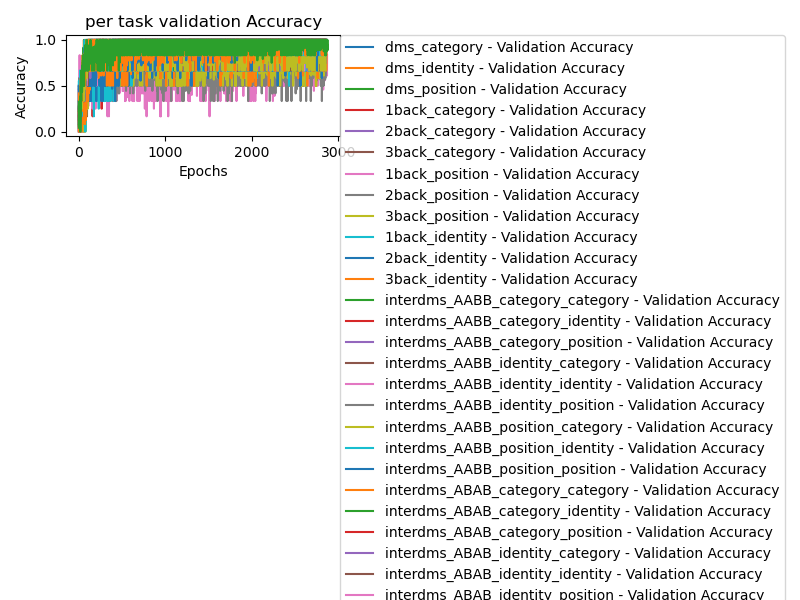 per task validation Accuracy
Accuracy
1.0
0.5
0.0
0
1000
2000
3000
Epochs
dms_category - Validation Accuracy
dms_identity - Validation Accuracy
dms_position - Validation Accuracy
1back_category - Validation Accuracy
2back_category - Validation Accuracy
3back_category - Validation Accuracy
1back_position - Validation Accuracy
2back_position - Validation Accuracy
3back_position - Validation Accuracy
1back_identity - Validation Accuracy
2back_identity - Validation Accuracy
3back_identity - Validation Accuracy
interdms_AABB_category_category - Validation Accuracy
interdms_AABB_category_identity - Validation Accuracy
interdms_AABB_category_position - Validation Accuracy
interdms_AABB_identity_category - Validation Accuracy
interdms_AABB_identity_identity - Validation Accuracy
interdms_AABB_identity_position - Validation Accuracy
interdms_AABB_position_category - Validation Accuracy
interdms_AABB_position_identity - Validation Accuracy
interdms_AABB_position_position - Validation Accuracy
interdms_ABAB_category_category - Validation Accuracy
interdms_ABAB_category_identity - Validation Accuracy
interdms_ABAB_category_position - Validation Accuracy
interdms_ABAB_identity_category - Validation Accuracy
interdms_ABAB_identity_identity - Validation Accuracy
interdms_ABAB_identity_position - Validation Accuracy